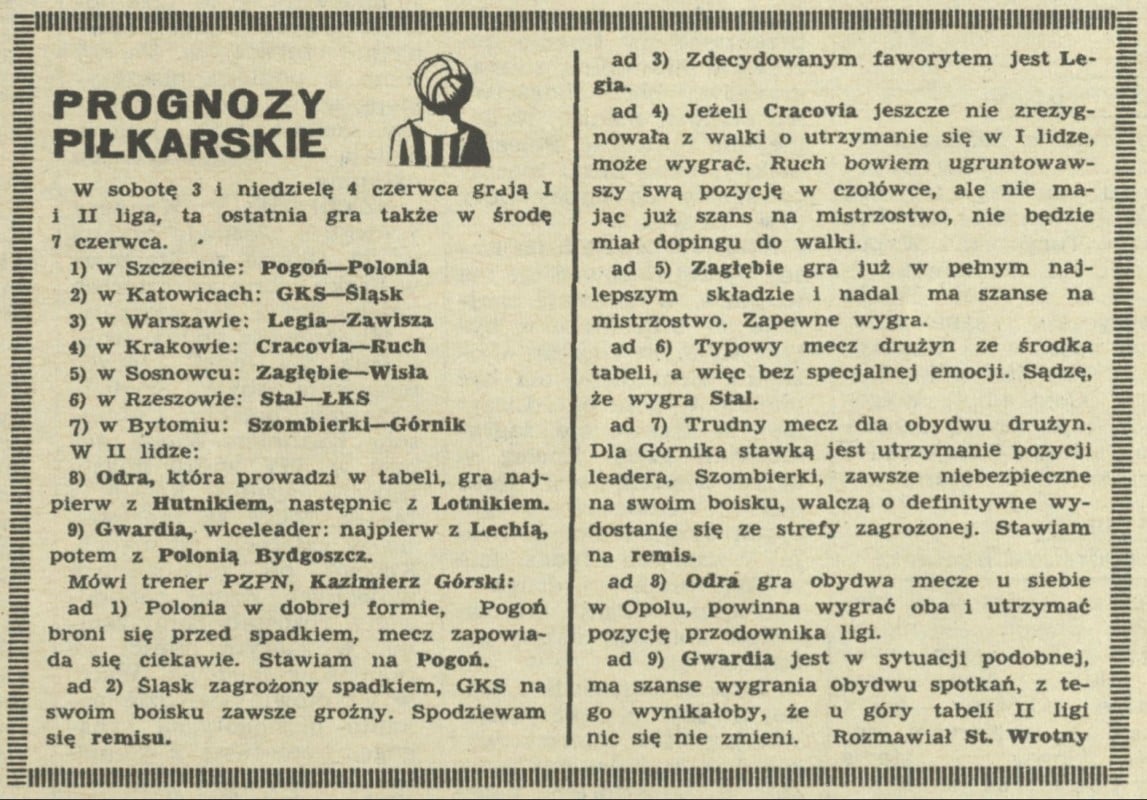 PROGNOZY
PIŁKARSKIE
W sobotę 3 i niedzielę 4 czerwca grają I
i II liga, ta ostatnia gra także w środę
7 czerwca.
1) w Szczecinie: Pogoń—Polonia
2) w Katowicach: GKS—Śląsk
3) w Warszawie: Legia—Zawisza
4) w Krakowie: Cracovia—Ruch
5) w Sosnowcu: Zagłębie—Wisła
6) w Rzeszowie: Stal—ŁKS
7) w Bytomiu: Szombierki—Górnik
W II lidze:
8) Odra, która prowadzi w tabeli, gra naj-
pierw z Hutnikiem, następnie z Lotnikiem.
9) Gwardia, wiceleader: najpierw z Lechią,
potem z Polonią Bydgoszcz.
Mówi trener PZPN, Kazimierz Górski:
ad 1) Polonia w dobrej formie, Pogoń
broni się przed spadkiem, mecz zapowia-
da się ciekawie. Stawiam na Pogoń.
ad 2) Śląsk zagrożony spadkiem, GKS na
swoim boisku zawsze groźny. Spodziewam
się remisu.
ad 3) Zdecydowanym faworytem jest Le-
gia.
ad 4) Jeżeli Cracovia jeszcze nie zrezyg-
nowała z walki o utrzymanie się w I lidze,
może wygrać. Ruch bowiem ugruntowaw-
szy swą pozycję w czołówce, ale nie ma-
jąc już szans na mistrzostwo, nie będzie
miał dopingu do walki.
ad 5) Zagłębie gra już w pełnym naj-
lepszym składzie i nadal ma szanse na
mistrzostwo. Zapewne wygra.
ad 6) Typowy mecz drużyn ze środka
tabeli, a więc bez specjalnej emocji. Sądzę,
że wygra Stal.
ad 7) Trudny mecz dla obydwu drużyn.
Dla Górnika stawką jest utrzymanie pozycji
leadera, Szombierki, zawsze niebezpieczne
na swoim boisku, walczą o definitywne wy-
dostanie się ze strefy zagrożonej. Stawiam
na remis.
ad 8) Odra gra obydwa mecze u siebie
w Opolu, powinna wygrać oba i utrzymać
pozycję przodownika ligi.
ad 9) Gwardia jest w sytuacji podobnej,
ma szanse wygrania obydwu spotkań, z te-
go wynikałoby, że u góry tabeli II ligi
nic się nie zmieni. Rozmawiał St. Wrotny